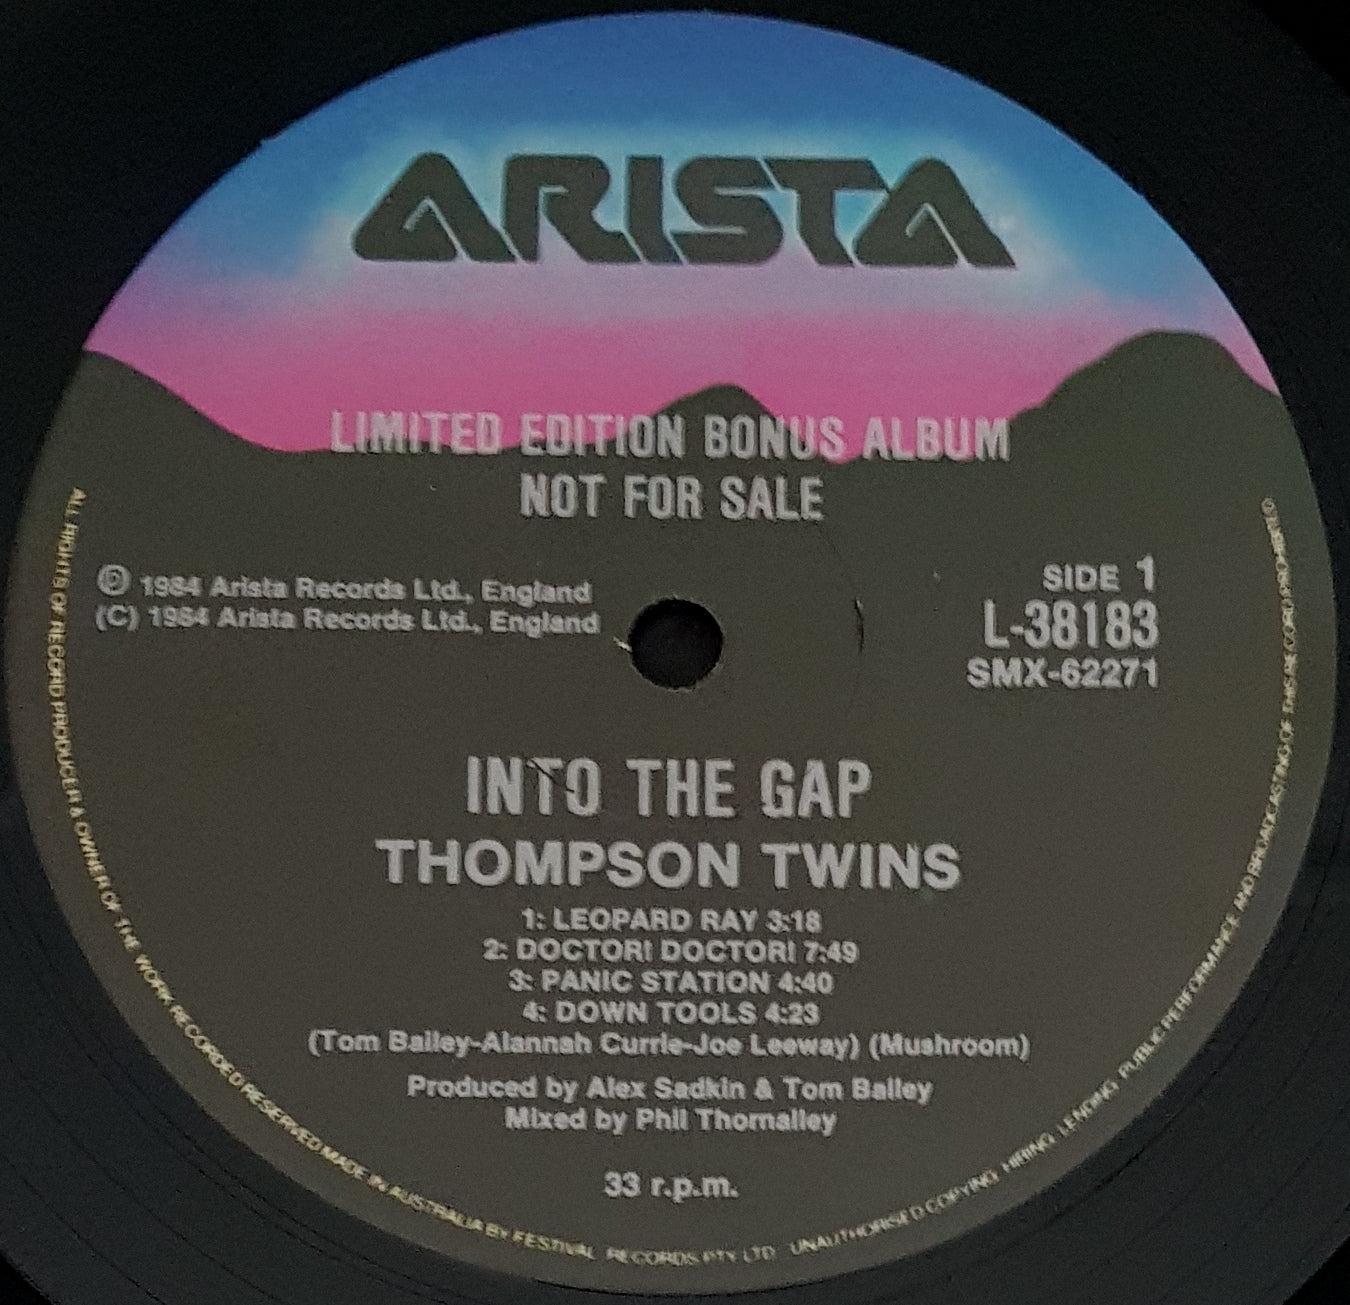 ARISTA
LIMITED EDITION BONUS ALBUM
NOT FOR SALE
Ⓟ 1984 Arista Records Ltd., England
(C) 1984 Arista Records Ltd., England
SIDE 1
L-38183
SMX-62271
INTO THE GAP
THOMPSON TWINS
1: LEOPARD RAY 3:18
2: DOCTOR! DOCTOR! 7:49
3: PANIC STATION 4:40
4: DOWN TOOLS 4:23
(Tom Bailey-Alannah Currie-Joe Leeway) (Mushroom)
Produced by Alex Sadkin & Tom Bailey
Mixed by Phil Thornalley
33 r.p.m.
ALL RIGHTS OF RECORD PRODUCER & OWNER OF THE WORK RECORDED RESERVED MADE IN AUSTRALIA BY FESTIVAL RECORDS PTY LTD UNAUTHORISED COPYING HIRING LENDING PUBLIC PERFORMANCE AND BROADCASTING OF THIS RECORD PROHIBITED